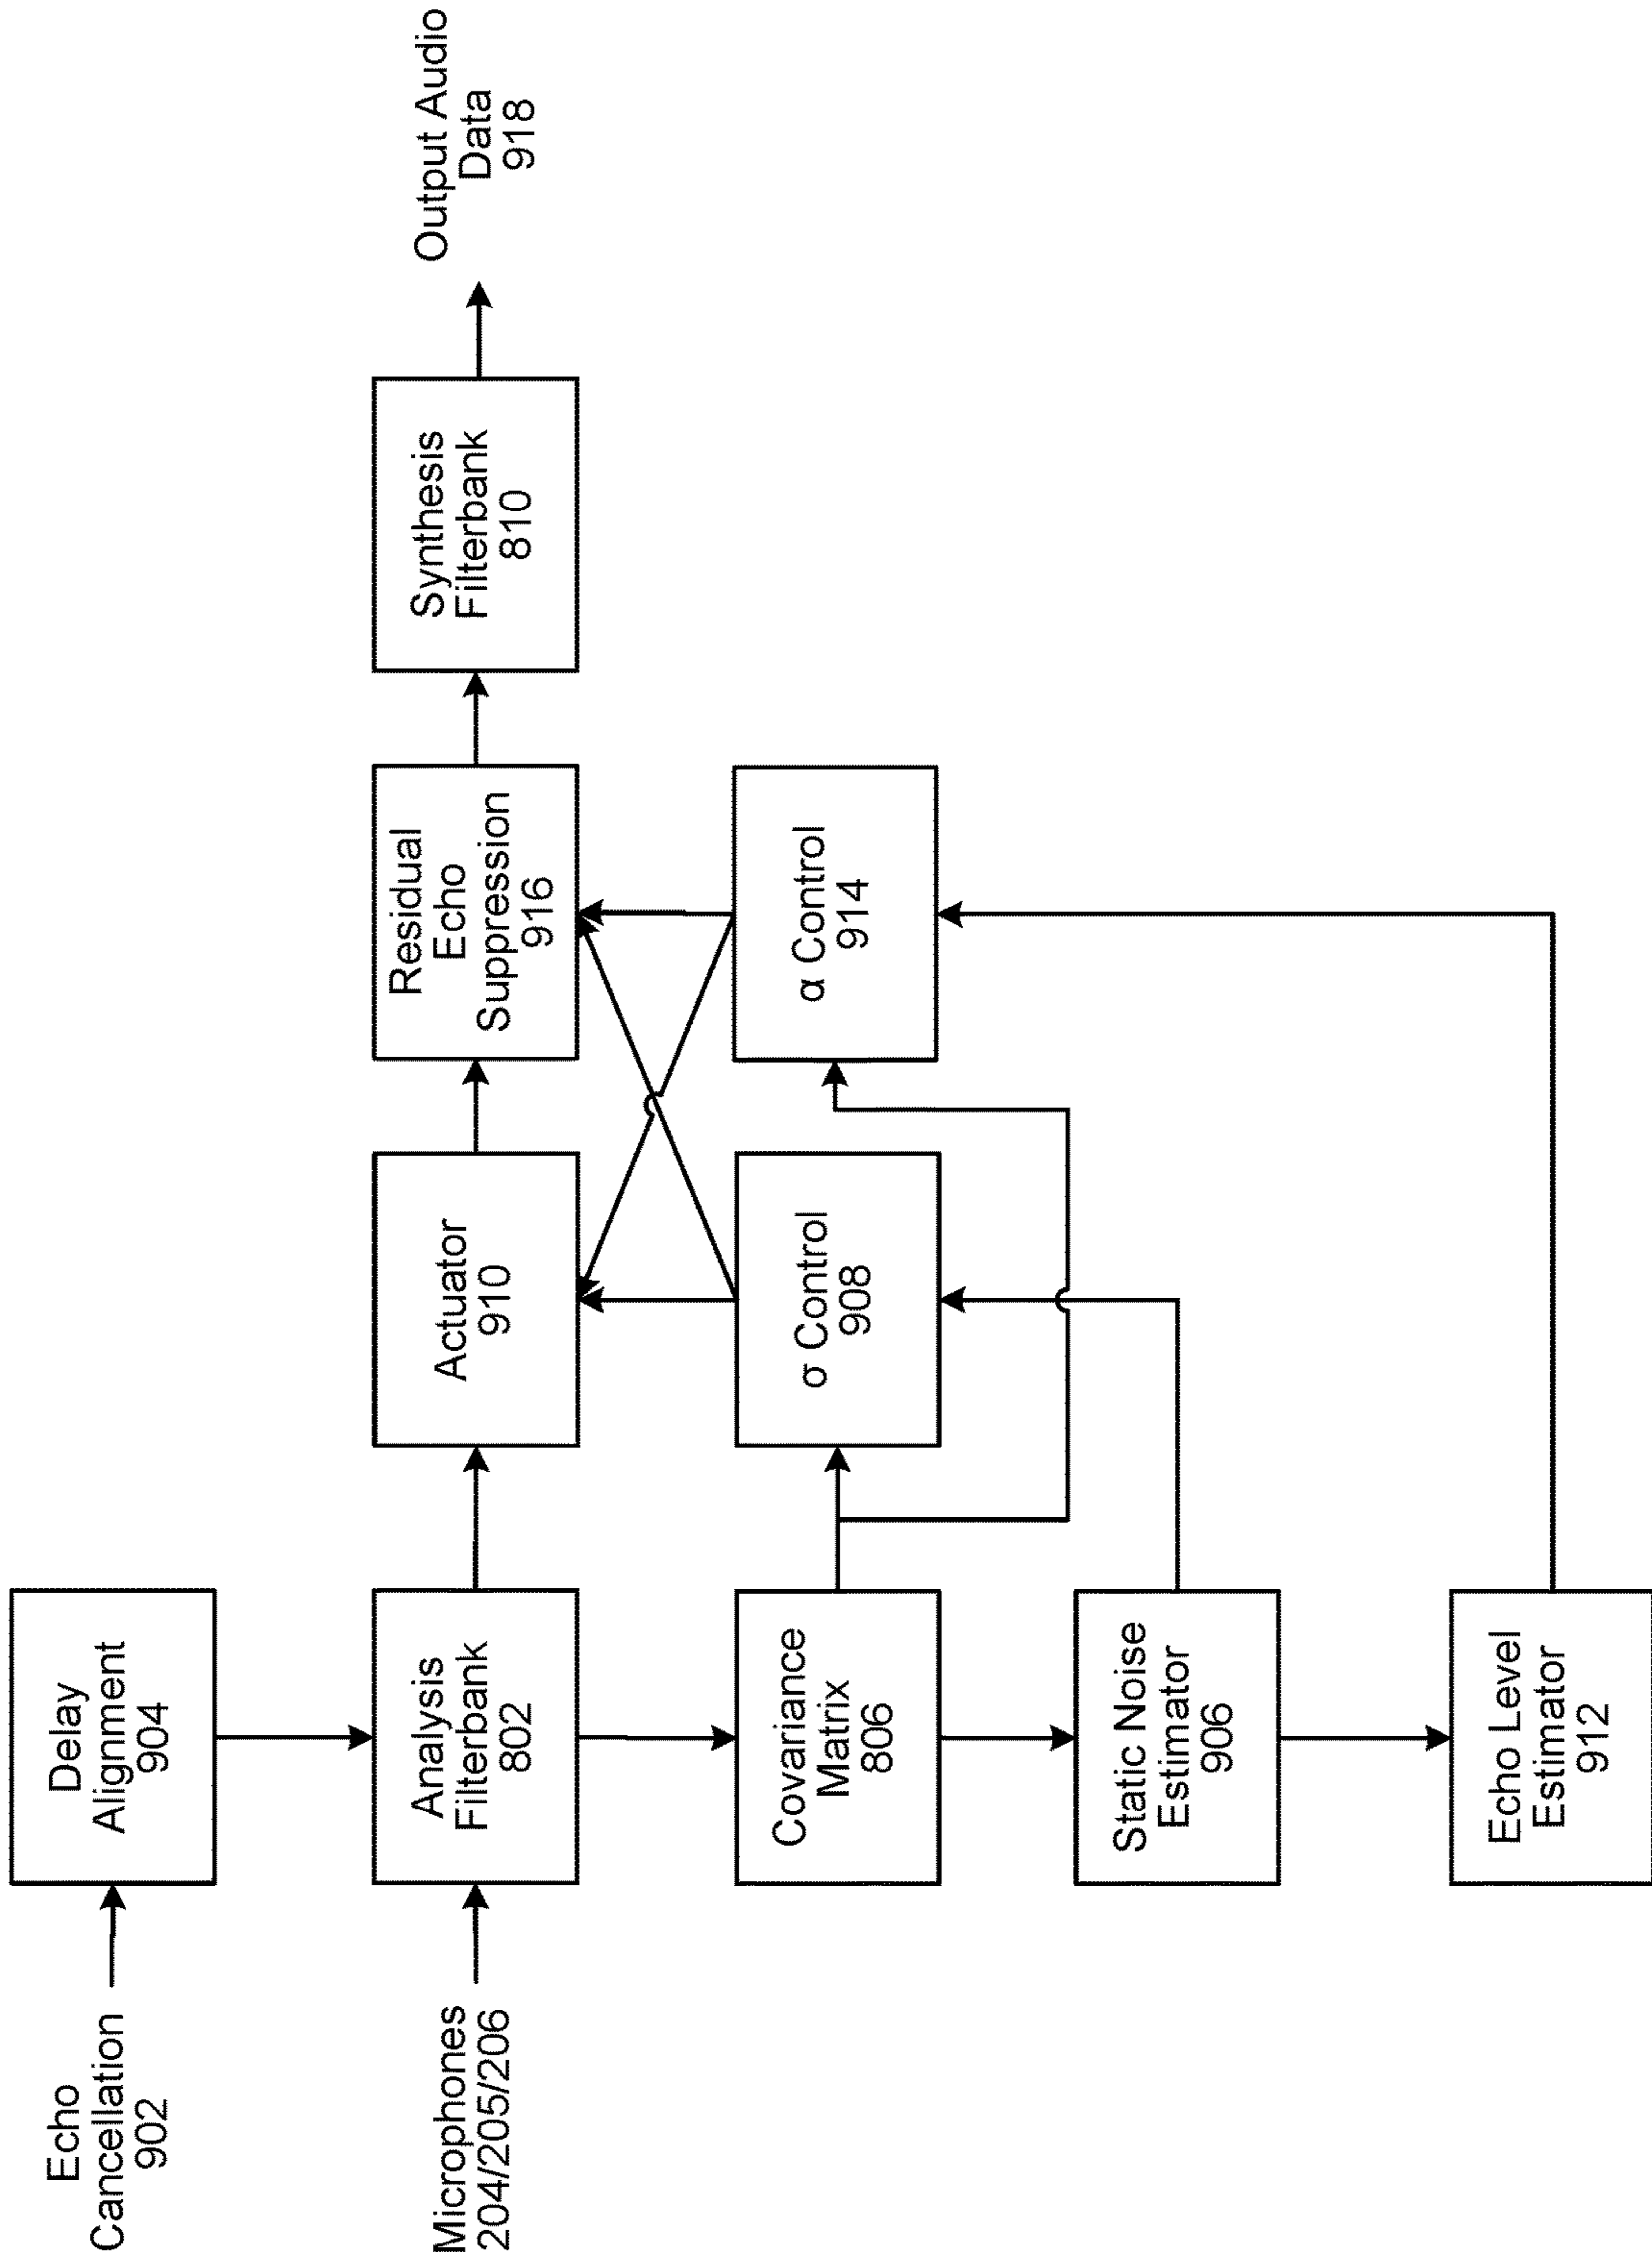 Echo
Cancellation
902
Delay
Alignment
904
Microphones
204/205/206
Analysis
Filterbank
802
Actuator
910
Residual
Echo
Suppression
916
Synthesis
Filterbank
810
Output Audio
Data
918
Covariance
Matrix
806
σ Control
908
α Control
914
Static Noise
Estimator
906
Echo Level
Estimator
912